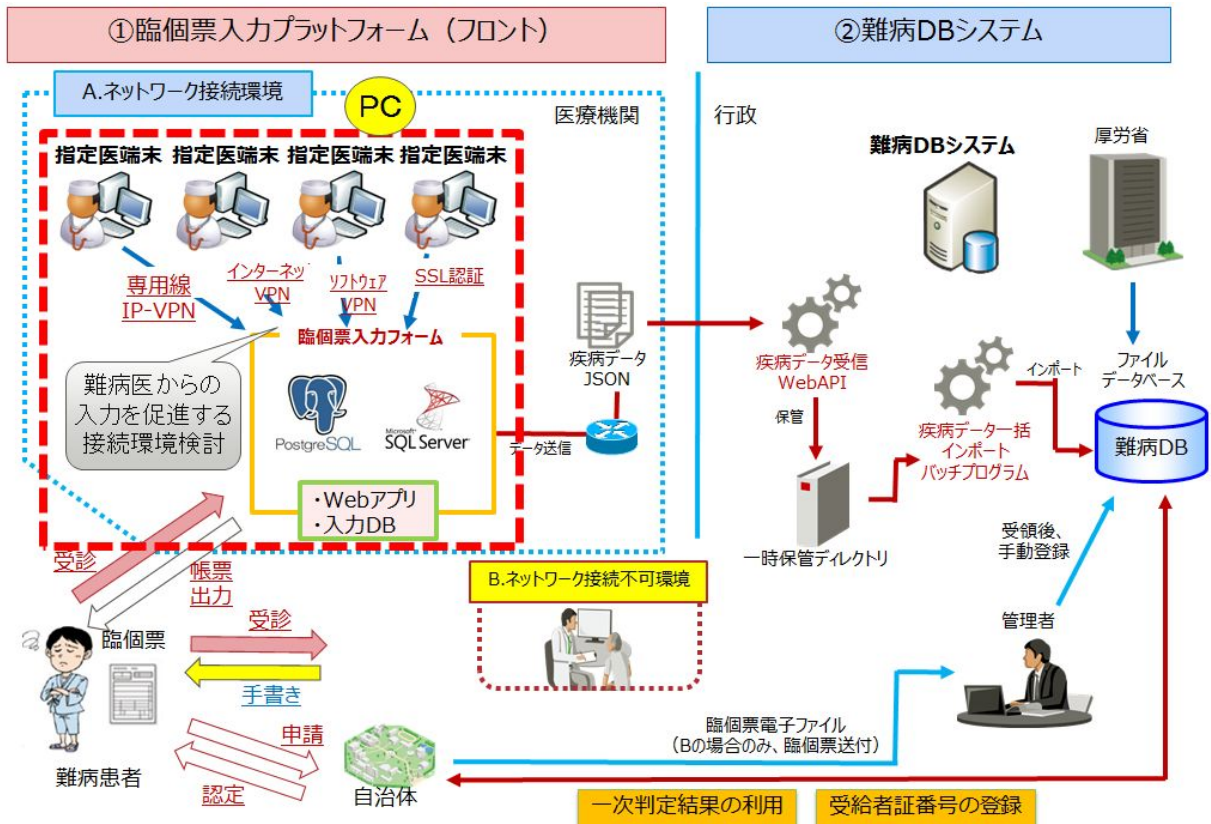 ①臨個票入力プラットフォーム（フロント）
②難病DBシステム
A.ネットワーク接続環境
PC
医療機関
行政
指定医端末
指定医端末
指定医端末
指定医端末
難病DBシステム
厚労省
専用線
IP-VPN
インターネッ
VPN
ソフトウェア
VPN
SSL認証
臨個票入力フォーム
難病医からの
入力を促進する
接続環境検討
PostgreSQL
Microsoft
SQL Server
・Webアプリ
・入力DB
データ送信
疾病データ
JSON
疾病データ受信
WebAPI
保管
一時保管ディレクトリ
疾病データ一括
インポート
バッチプログラム
インポート
ファイル
データベース
難病DB
受領後、
手動登録
管理者
B.ネットワーク接続不可環境
受診
帳票
出力
臨個票
受診
手書き
申請
認定
難病患者
自治体
臨個票電子ファイル
（Bの場合のみ、臨個票送付）
一次判定結果の利用
受給者証番号の登録